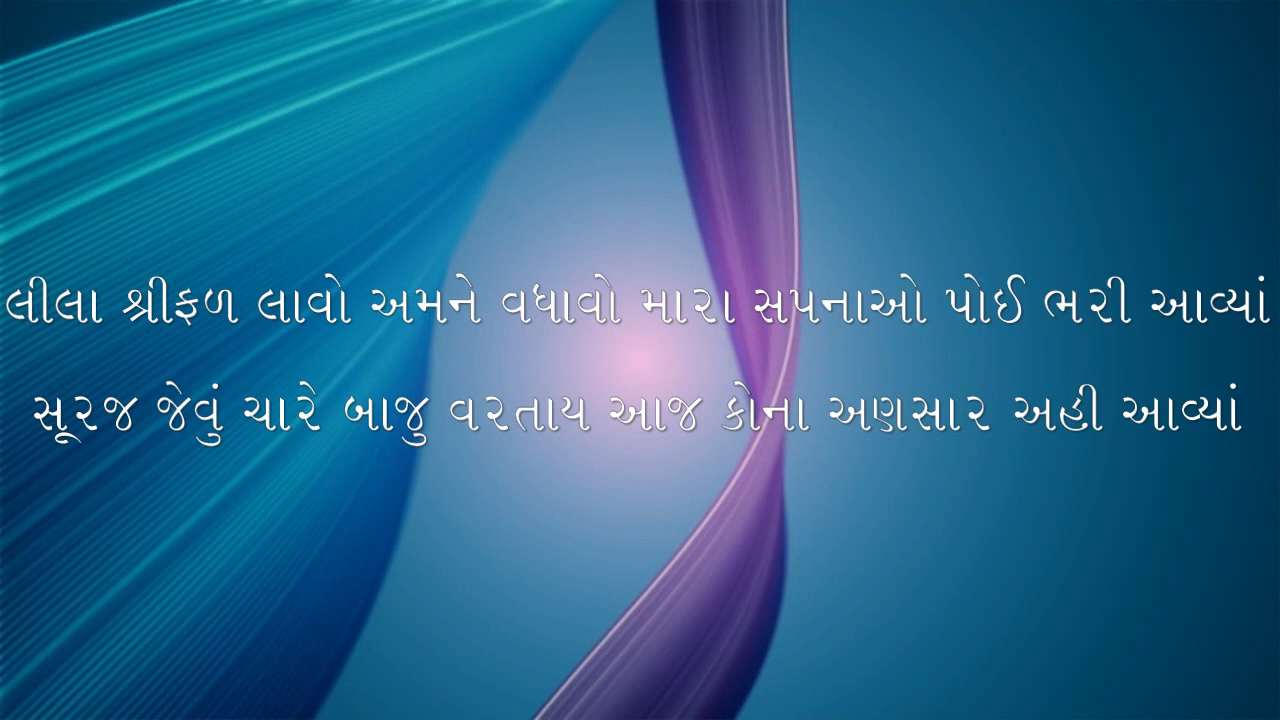 લીલા શ્રીફળ લાવો અમને વધાવો મારા સપનાઓ પોઈ ભરી આવ્યાં
સૂરજ જેવું ચારે બાજુ વરતાય આજ કોના અણસાર અહી આવ્યાં